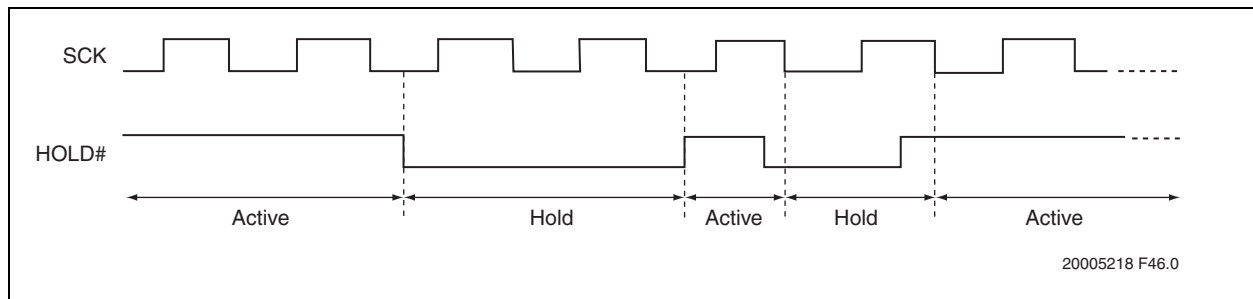 SCK
HOLD#
Active Hold Active Hold Active
20005218 F46.0